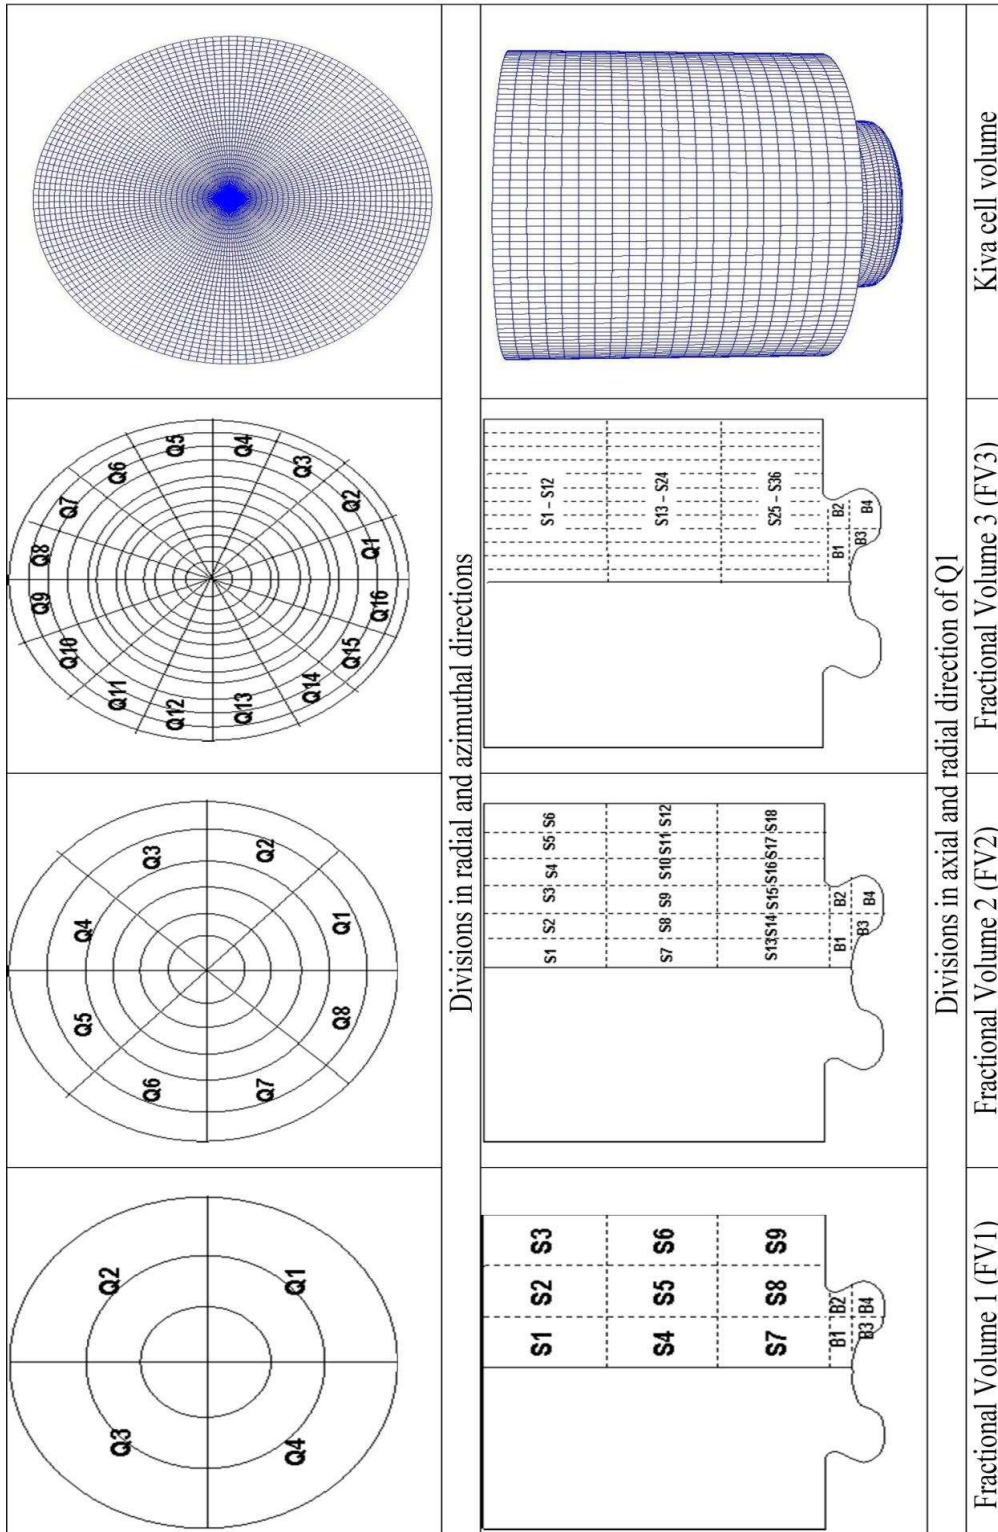 Q3 Q2
Q4 Q1
Q5 Q4
Q6 Q3
Q7 Q2
Q8 Q1
Q9 Q8
Q10 Q7
Q11 Q6
Q12 Q5
Q13 Q4
Q14 Q3
Q15 Q2
Q16 Q1
Divisions in radial and azimuthal directions
S1 S2 S3
S4 S5 S6
S7 S8 S9
B1 B2
B3 B4
S1 S2 S3 S4 S5 S6
S7 S8 S9 S10 S11 S12
S13 S14 S15 S16 S17 S18
B1 B2
B3 B4
S1 – S12
S13 – S24
S25 – S36
B1 B2
B3 B4
Divisions in axial and radial direction of Q1
Fractional Volume 1 (FV1)
Fractional Volume 2 (FV2)
Fractional Volume 3 (FV3)
Kiva cell volume